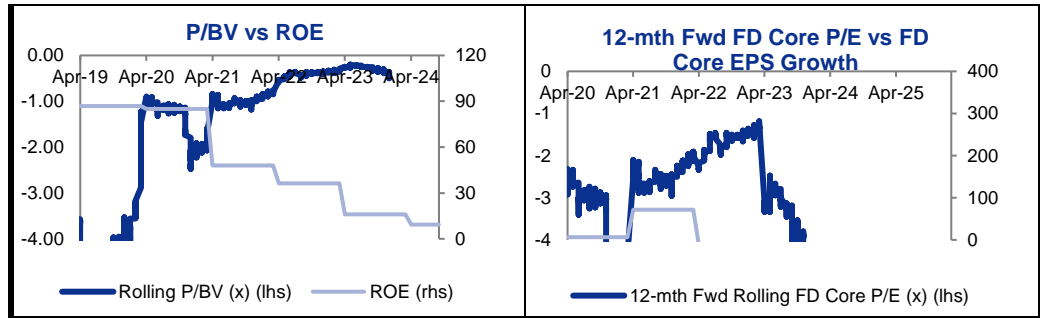 P/BV vs ROE
0.00
-1.00
-2.00
-3.00
-4.00
Apr-19 Apr-20 Apr-21 Apr-22 Apr-23 Apr-24
120
90
60
30
0
Rolling P/BV (x) (lhs) ROE (rhs)
12-mth Fwd FD Core P/E vs FD
Core EPS Growth
0
-1
-2
-3
-4
Apr-20 Apr-21 Apr-22 Apr-23 Apr-24 Apr-25
400
300
200
100
0
12-mth Fwd Rolling FD Core P/E (x) (lhs)